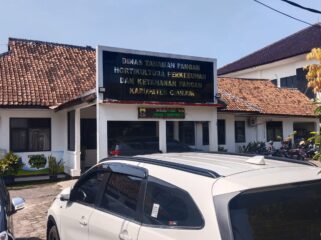 DINAS TANAMAN PANGAN
HORTIKULTURA PERKEBUNAN
DAN KETAHANAN PANGAN
KABUPATEN